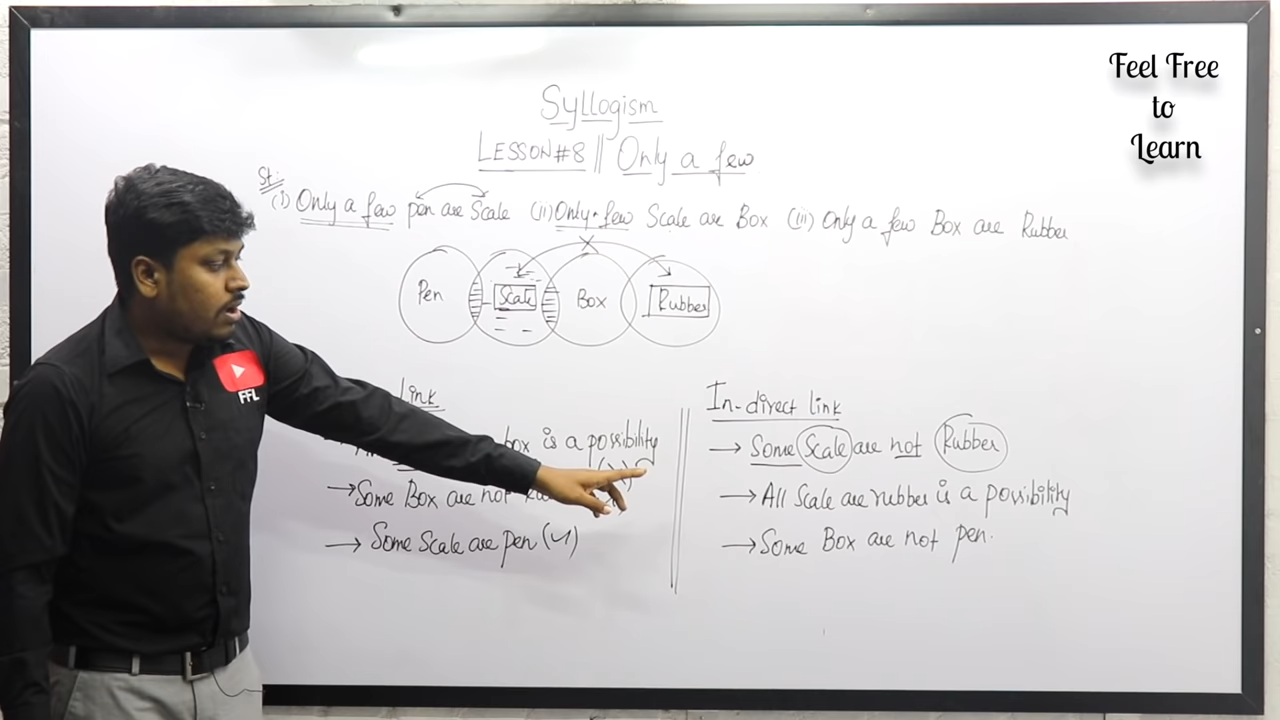 Feel Free
to
Learn
Syllogism
LESSON #8 || Only a few
St:
(i) Only a few pen are Scale (ii) Only a few Scale are Box (iii) Only a few Box are Rubber
Pen Scale Box Rubber
Link
box is a possibility
(X)
→ Some Box are not
→ Some Scale are pen (✓)
In-direct link
→ Some Scale are not Rubber
→ All Scale are rubber is a possibility
→ Some Box are not pen.
FFL